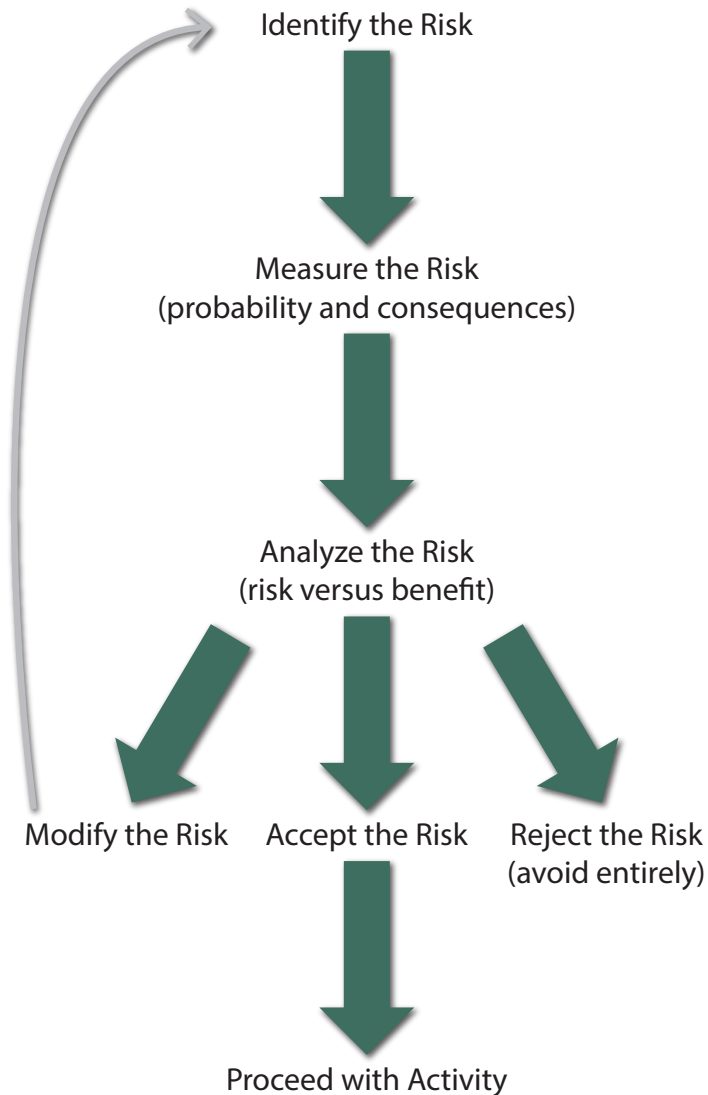 Identify the Risk
Measure the Risk
(probability and consequences)
Analyze the Risk
(risk versus benefit)
Modify the Risk
Accept the Risk
Reject the Risk
(avoid entirely)
Proceed with Activity